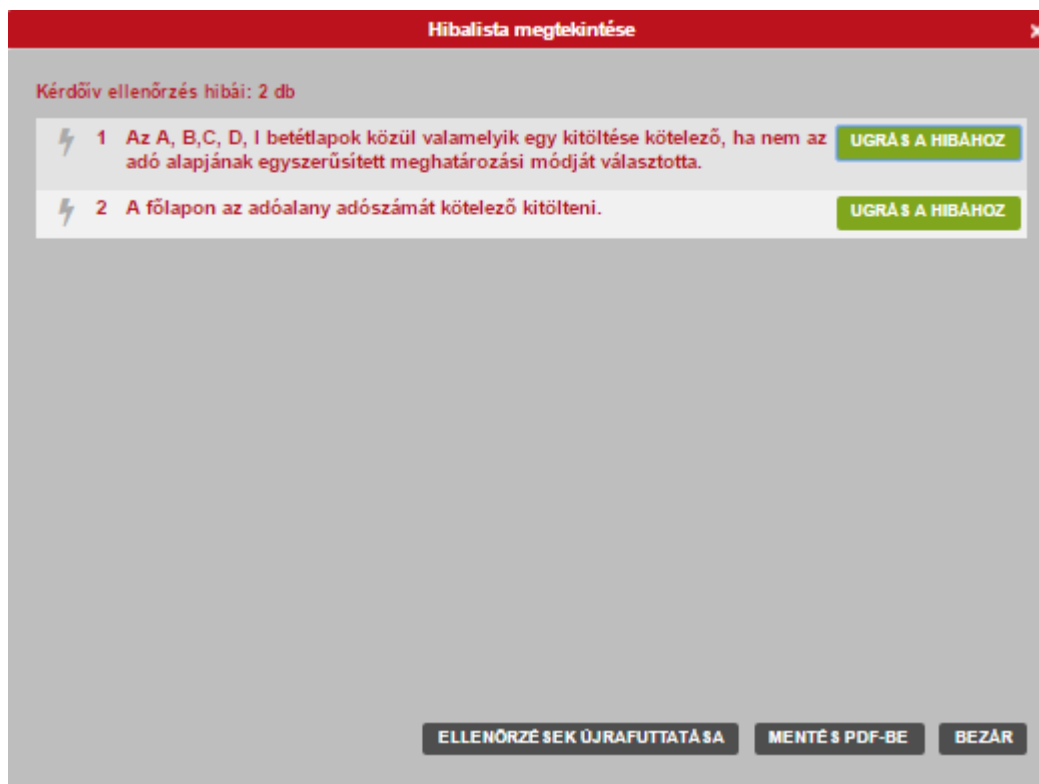 Hibalista megtekintése
Kérdőív ellenőrzés hibái: 2 db
1 Az A, B,C, D, I betétlapok közül valamelyik egy kitöltése kötelező, ha nem az
adó alapjának egyszerűsített meghatározási módját választotta.
UGRÁS A HIBÁHOZ
2 A főlapon az adóalany adószámát kötelező kitölteni.
UGRÁS A HIBÁHOZ
ELLENŐRZÉSEK ÚJRAFUTTATÁSA MENTÉS PDF-BE BEZÁR